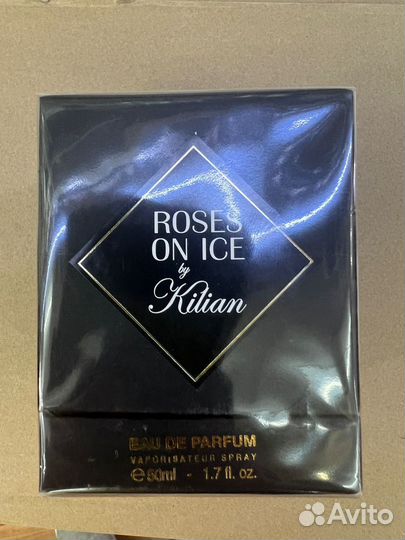 ROSES
ON ICE
by
Kilian
EAU DE PARFUM
VAPORISATEUR SPRAY
℮50ml - 1.7 fl. oz.
Avito